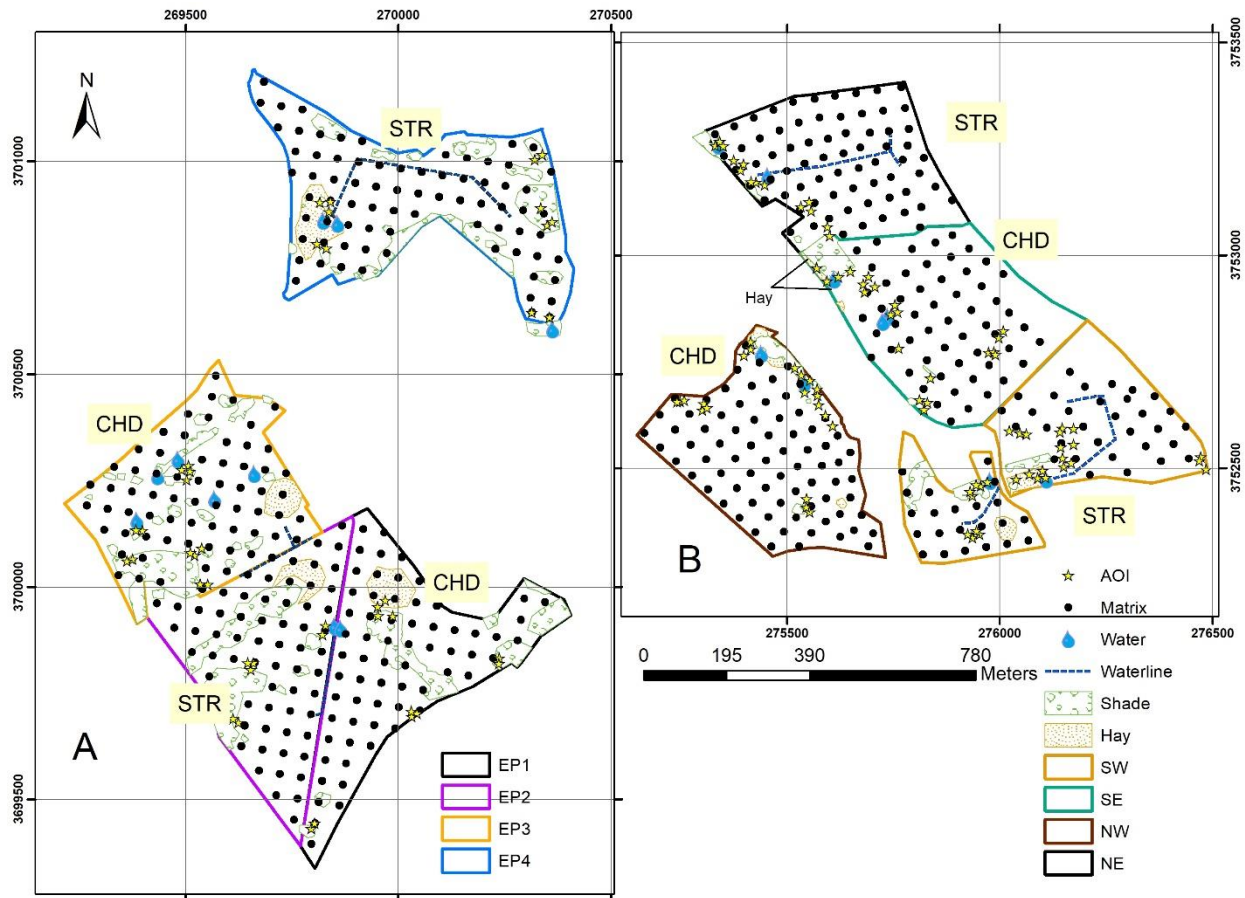 269500
270000
270500
275500
276000
276500
3701000
3700500
3700000
3699500
3753500
3753000
3752500
N
STR
CHD
CHD
STR
A
EP1
EP2
EP3
EP4
STR
CHD
Hay
CHD
STR
B
AOI
Matrix
Water
Waterline
Shade
Hay
SW
SE
NW
NE
0 195 390 780 Meters